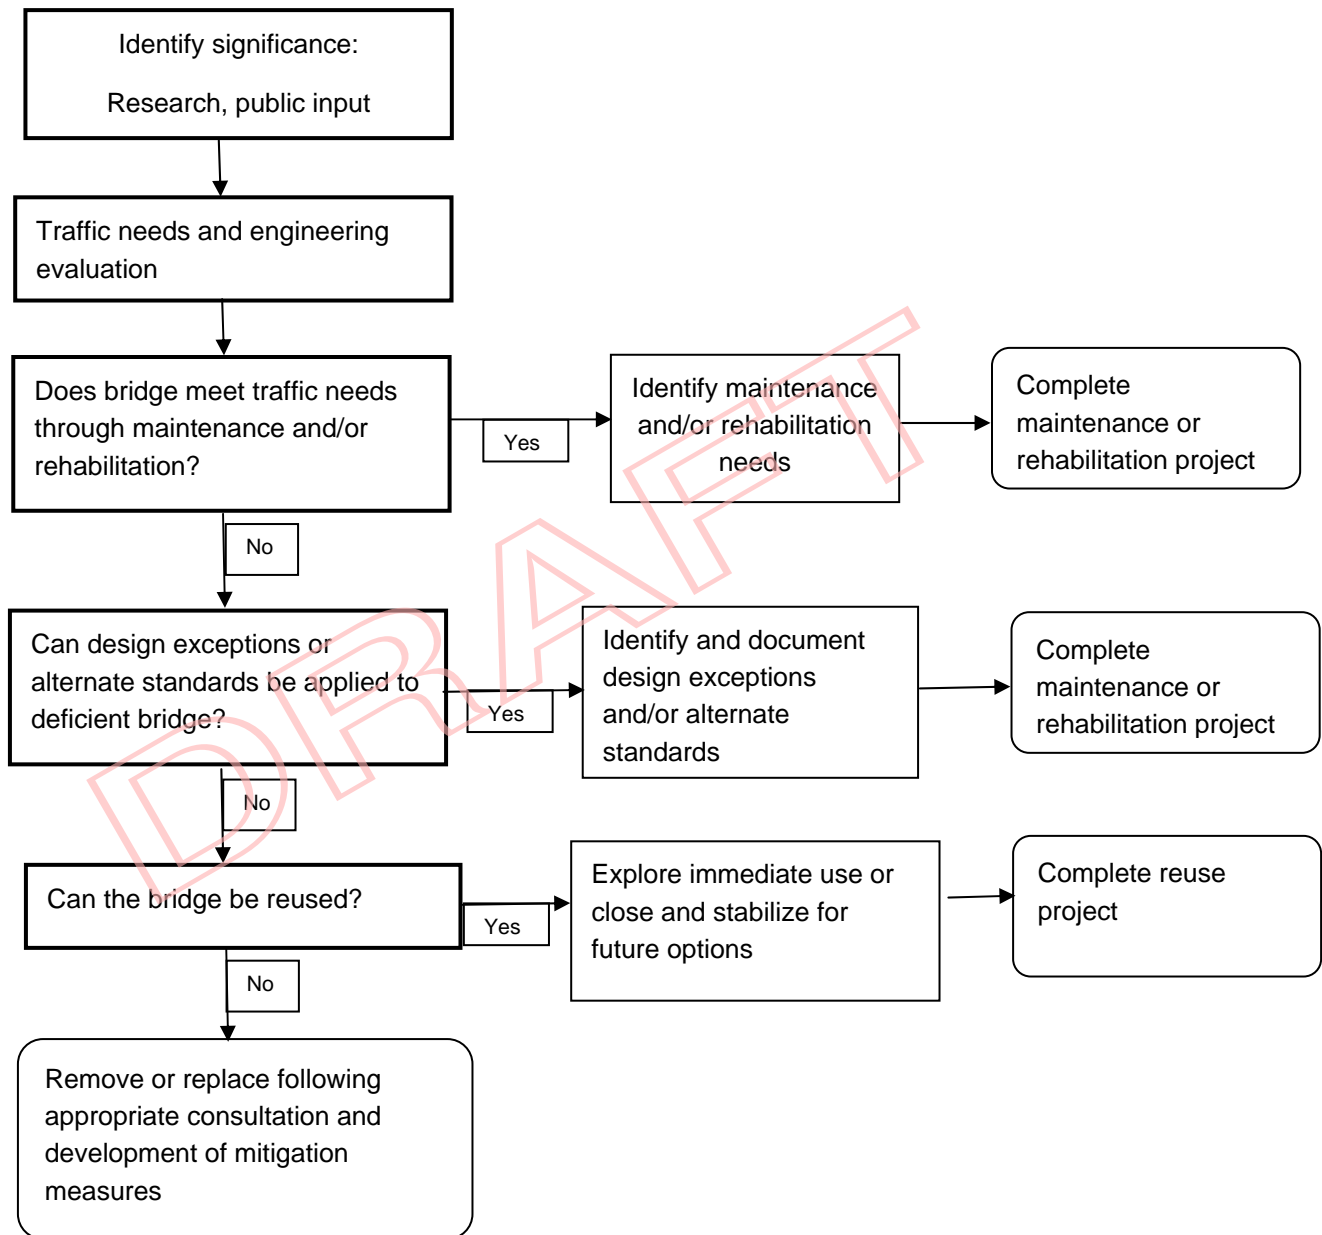 Identify significance:
Research, public input
Traffic needs and engineering
evaluation
Does bridge meet traffic needs
through maintenance and/or
rehabilitation?
Yes
Identify maintenance
and/or rehabilitation
needs
Complete
maintenance or
rehabilitation project
No
Can design exceptions or
alternate standards be applied to
deficient bridge?
Yes
Identify and document
design exceptions
and/or alternate
standards
Complete
maintenance or
rehabilitation project
No
Can the bridge be reused?
Yes
Explore immediate use or
close and stabilize for
future options
Complete reuse
project
No
Remove or replace following
appropriate consultation and
development of mitigation
measures
DRAFT